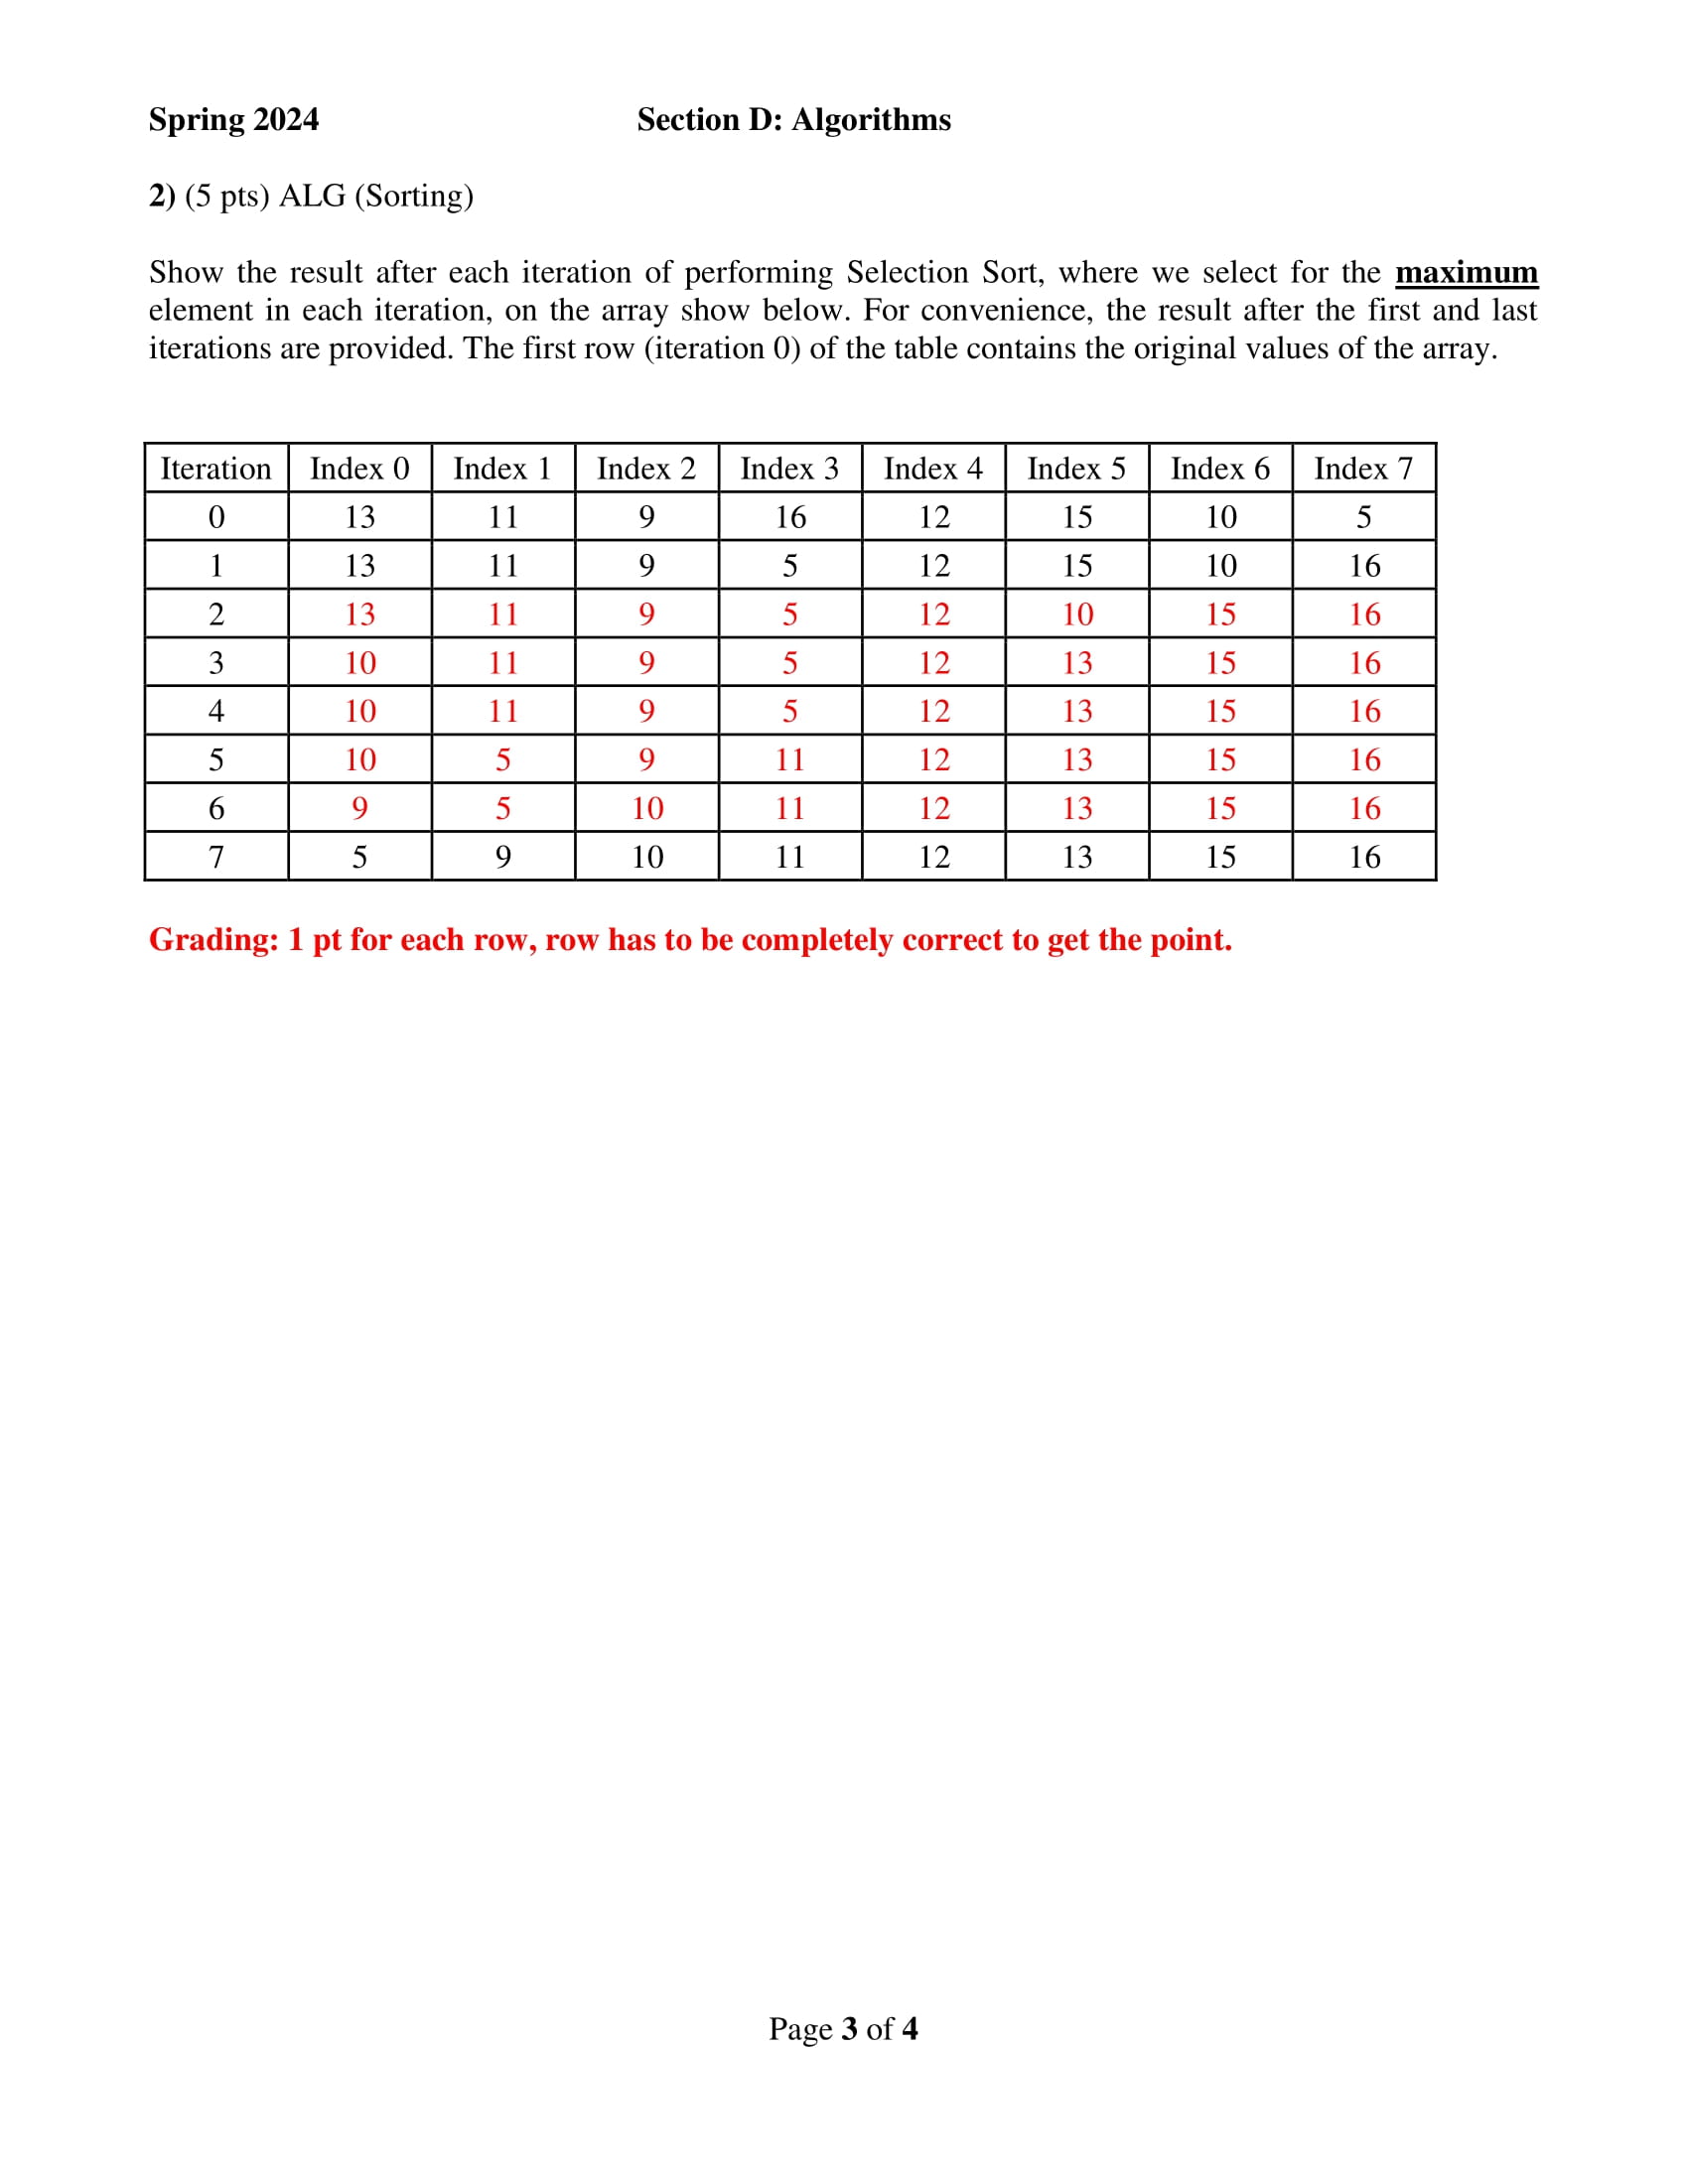 Spring 2024 Section D: Algorithms
2) (5 pts) ALG (Sorting)
Show the result after each iteration of performing Selection Sort, where we select for the maximum
element in each iteration, on the array show below. For convenience, the result after the first and last
iterations are provided. The first row (iteration 0) of the table contains the original values of the array.
Iteration Index 0 Index 1 Index 2 Index 3 Index 4 Index 5 Index 6 Index 7
0 13 11 9 16 12 15 10 5
1 13 11 9 5 12 15 10 16
2 13 11 9 5 12 10 15 16
3 10 11 9 5 12 13 15 16
4 10 11 9 5 12 13 15 16
5 10 5 9 11 12 13 15 16
6 9 5 10 11 12 13 15 16
7 5 9 10 11 12 13 15 16
Grading: 1 pt for each row, row has to be completely correct to get the point.
Page 3 of 4